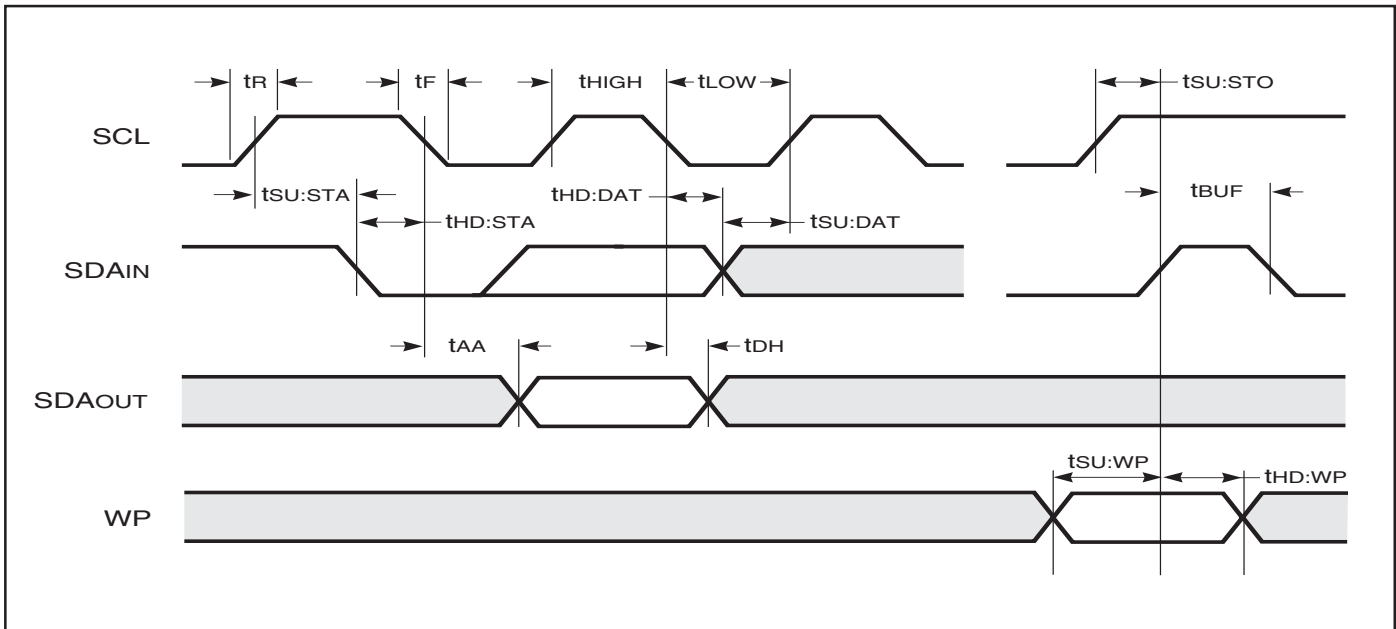 tR
tF
tHIGH
tLOW
tSU:STO
SCL
tSU:STA
tHD:STA
tHD:DAT
tSU:DAT
tBUF
SDAIN
tAA
tDH
SDAOUT
tSU:WP
tHD:WP
WP